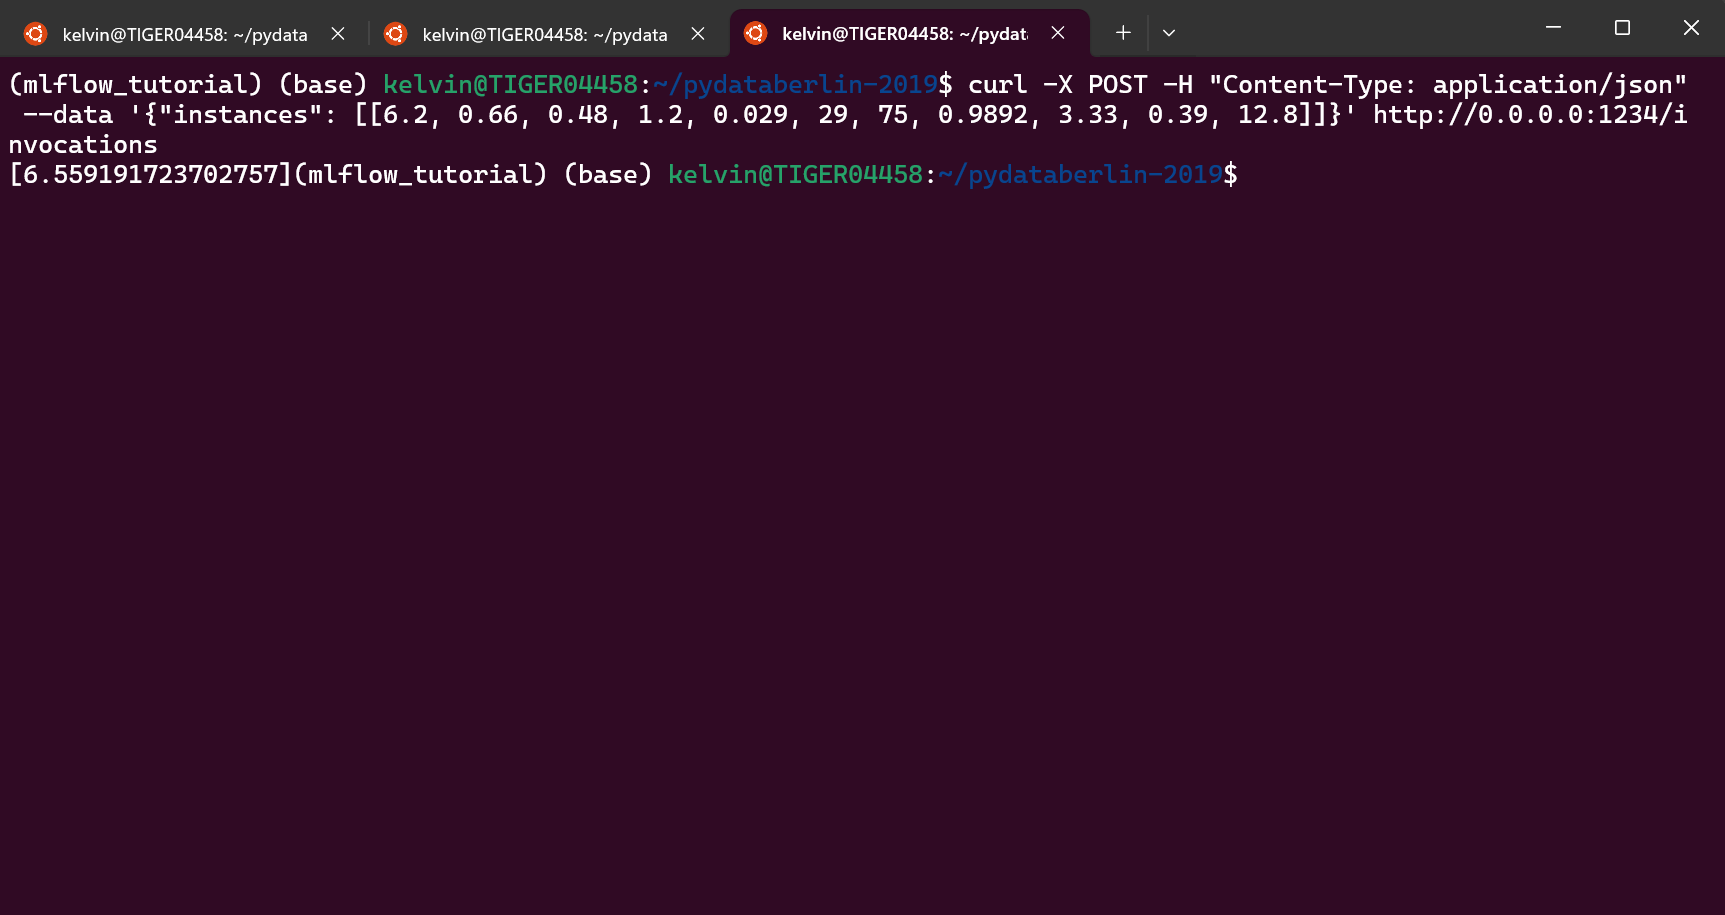 kelvin@TIGER04458: ~/pydata
kelvin@TIGER04458: ~/pydata
kelvin@TIGER04458: ~/pydat
(mlflow_tutorial) (base) kelvin@TIGER04458:~/pydataberlin-2019$ curl -X POST -H "Content-Type: application/json"
--data '{"instances": [[6.2, 0.66, 0.48, 1.2, 0.029, 29, 75, 0.9892, 3.33, 0.39, 12.8]]}' http://0.0.0.0:1234/i
nvocations
[6.559191723702757](mlflow_tutorial) (base) kelvin@TIGER04458:~/pydataberlin-2019$